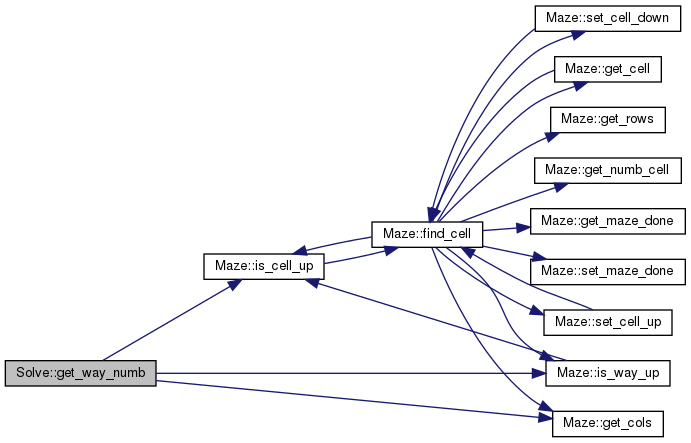 Maze::set_cell_down
Maze::get_cell
Maze::get_rows
Maze::get_numb_cell
Maze::get_maze_done
Maze::find_cell
Maze::is_cell_up
Maze::set_maze_done
Maze::set_cell_up
Solve::get_way_numb
Maze::is_way_up
Maze::get_cols